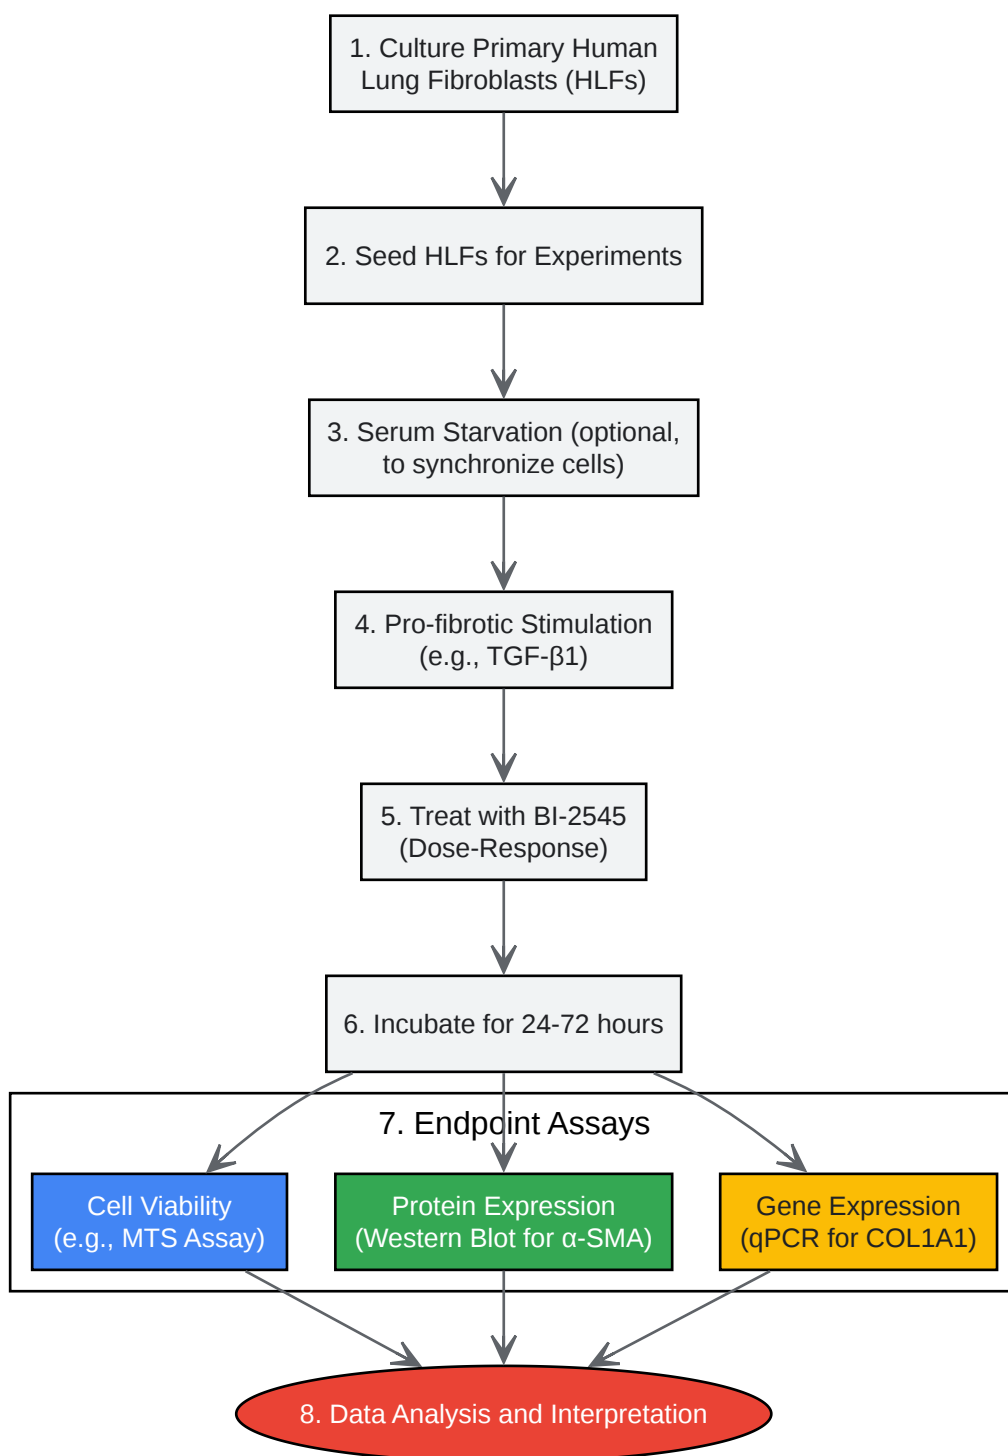 1. Culture Primary Human
Lung Fibroblasts (HLFs)
2. Seed HLFs for Experiments
3. Serum Starvation (optional,
to synchronize cells)
4. Pro-fibrotic Stimulation
(e.g., TGF-β1)
5. Treat with BI-2545
(Dose-Response)
6. Incubate for 24-72 hours
7. Endpoint Assays
Cell Viability
(e.g., MTS Assay)
Protein Expression
(Western Blot for α-SMA)
Gene Expression
(qPCR for COL1A1)
8. Data Analysis and Interpretation